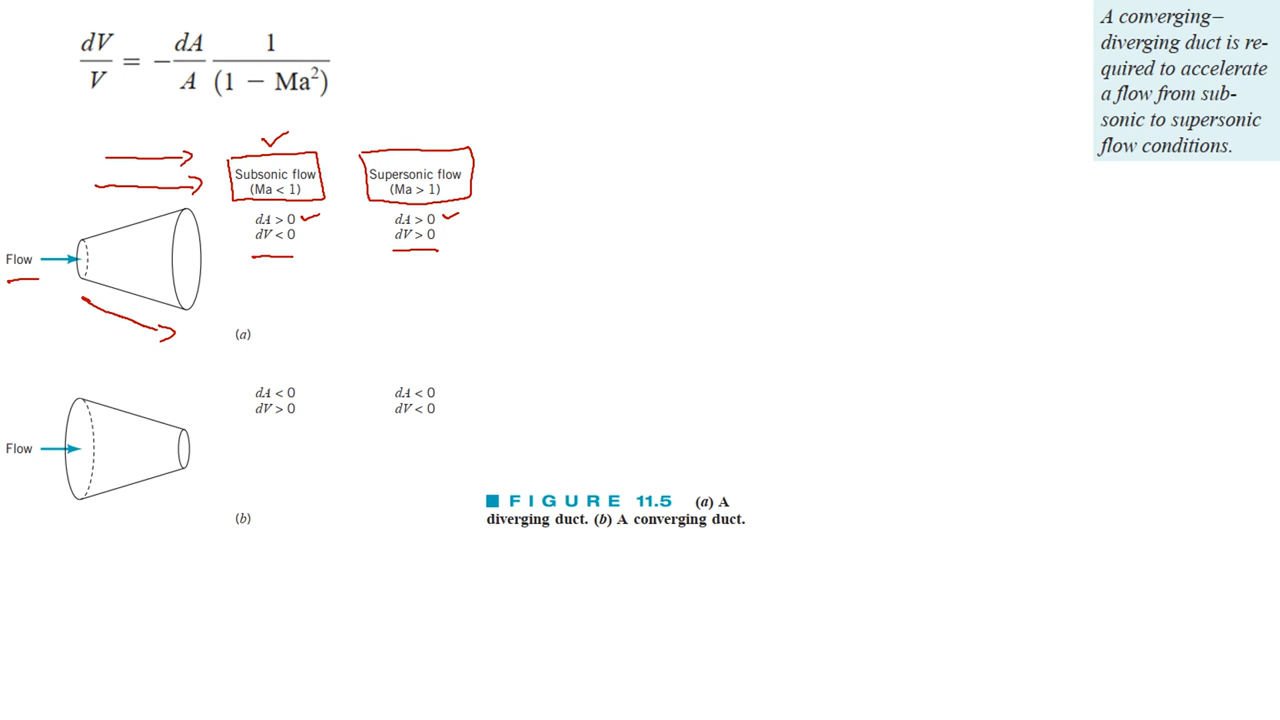 dV/V = −dA/A 1/(1 − Ma²)
A converging–
diverging duct is re-
quired to accelerate
a flow from sub-
sonic to supersonic
flow conditions.
Subsonic flow
(Ma < 1)
Supersonic flow
(Ma > 1)
dA > 0
dV < 0
dA > 0
dV > 0
Flow
(a)
dA < 0
dV > 0
dA < 0
dV < 0
Flow
(b)
■ FIGURE 11.5 (a) A
diverging duct. (b) A converging duct.